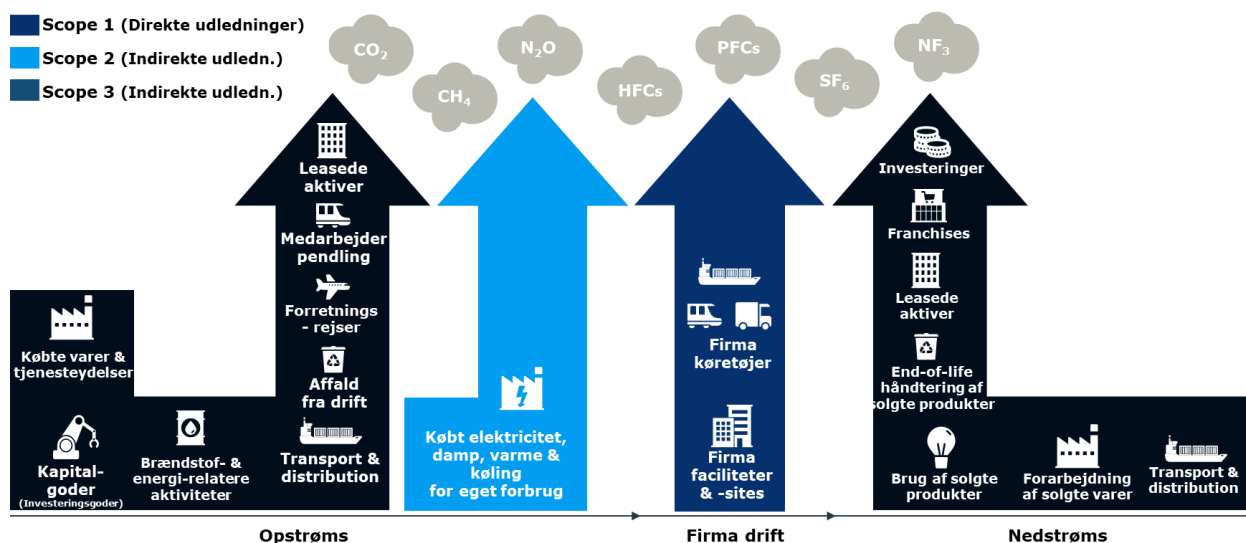 Scope 1 (Direkte udledninger)
Scope 2 (Indirekte udledn.)
Scope 3 (Indirekte udledn.)
CO2
CH4
N2O
HFCs
PFCs
SF6
NF3
Købte varer &
tjenesteydelser
Kapital-
goder
(Investeringsgoder)
Brændstof- &
energi-relatere
aktiviteter
Leasede
aktiver
Medarbejder
pendling
Forretnings
- rejser
Affald
fra drift
Transport &
distribution
Købt elektricitet,
damp, varme &
køling
for eget forbrug
Firma
køretøjer
Firma
faciliteter
& -sites
Investeringer
Franchises
Leasede
aktiver
End-of-life
håndtering af
solgte produkter
Brug af solgte
produkter
Forarbejdning
af solgte varer
Transport &
distribution
Opstrøms
Firma drift
Nedstrøms